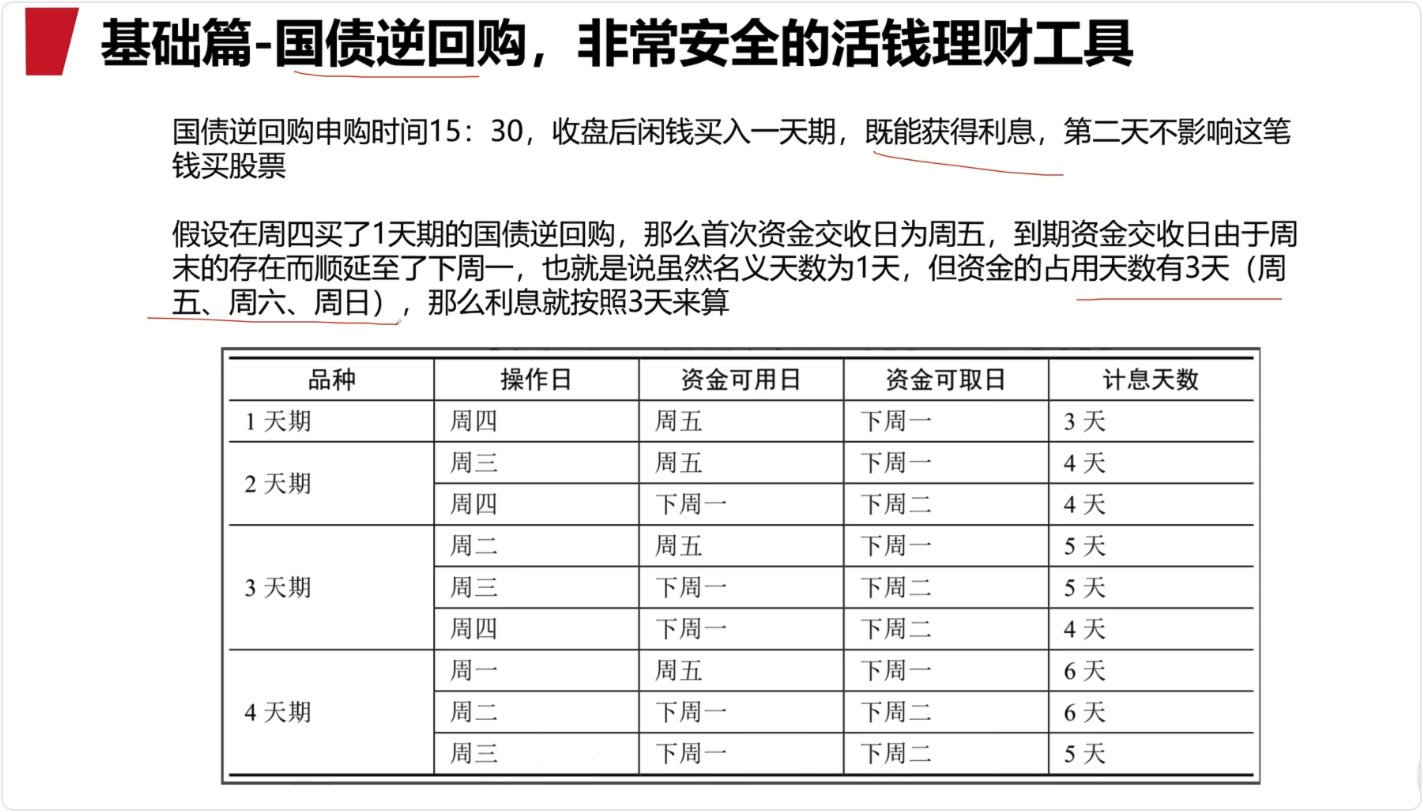 基础篇-国债逆回购，非常安全的活钱理财工具
国债逆回购申购时间15：30，收盘后闲钱买入一天期，既能获得利息，第二天不影响这笔
钱买股票
假设在周四买了1天期的国债逆回购，那么首次资金交收日为周五，到期资金交收日由于周
末的存在而顺延至了下周一，也就是说虽然名义天数为1天，但资金的占用天数有3天（周
五、周六、周日），那么利息就按照3天来算
品种 操作日 资金可用日 资金可取日 计息天数
1 天期 周四 周五 下周一 3 天
2 天期 周三 周五 下周一 4 天
周四 下周一 下周二 4 天
3 天期 周二 周五 下周一 5 天
周三 下周一 下周二 5 天
周四 下周一 下周二 4 天
4 天期 周一 周五 下周一 6 天
周二 下周一 下周二 6 天
周三 下周一 下周二 5 天